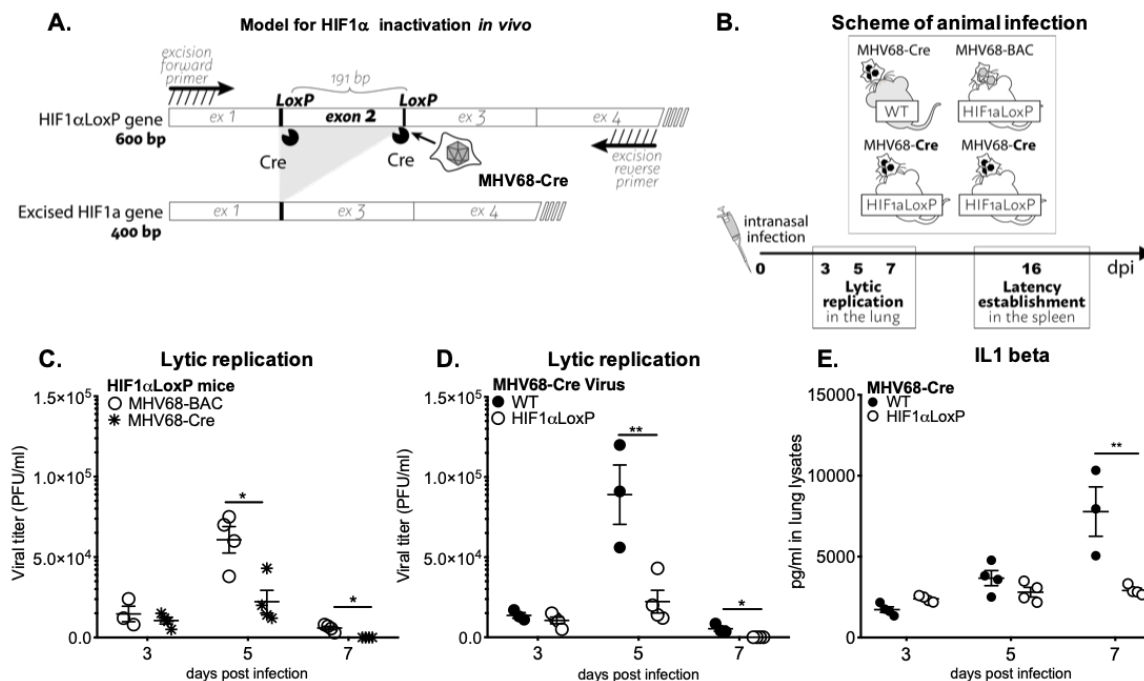 A.
Model for HIF1α inactivation in vivo
excision
forward
primer
191 bp
LoxP
LoxP
HIF1αLoxP gene
600 bp
ex 1
exon 2
ex 3
ex 4
Cre
Cre
MHV68-Cre
excision
reverse
primer
Excised HIF1a gene
400 bp
ex 1
ex 3
ex 4
B.
Scheme of animal infection
MHV68-Cre
MHV68-BAC
WT
HIF1aLoxP
MHV68-Cre
MHV68-Cre
HIF1aLoxP
HIF1aLoxP
intranasal
infection
0
3
5
7
16
dpi
Lytic
replication
in the lung
Latency
establishment
in the spleen
C.
Lytic replication
HIF1αLoxP mice
MHV68-BAC
MHV68-Cre
Viral titer (PFU/ml)
1.5×10⁵
1.0×10⁵
5.0×10⁴
0.0
*
*
3
5
7
days post infection
D.
Lytic replication
MHV68-Cre Virus
WT
HIF1αLoxP
Viral titer (PFU/ml)
1.5×10⁵
1.0×10⁵
5.0×10⁴
0.0
**
*
3
5
7
days post infection
E.
IL1 beta
MHV68-Cre
WT
HIF1αLoxP
pg/ml in lung lysates
15000
10000
5000
0
**
3
5
7
days post infection